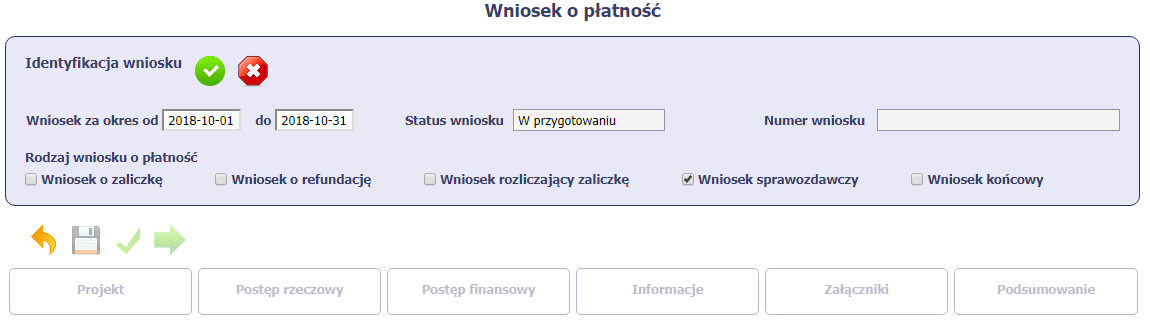 Wniosek o płatność
Identyfikacja wniosku
Wniosek za okres od 2018-10-01 do 2018-10-31 Status wniosku W przygotowaniu Numer wniosku
Rodzaj wniosku o płatność
Wniosek o zaliczkę Wniosek o refundację Wniosek rozliczający zaliczkę Wniosek sprawozdawczy Wniosek końcowy
Projekt Postęp rzeczowy Postęp finansowy Informacje Załączniki Podsumowanie